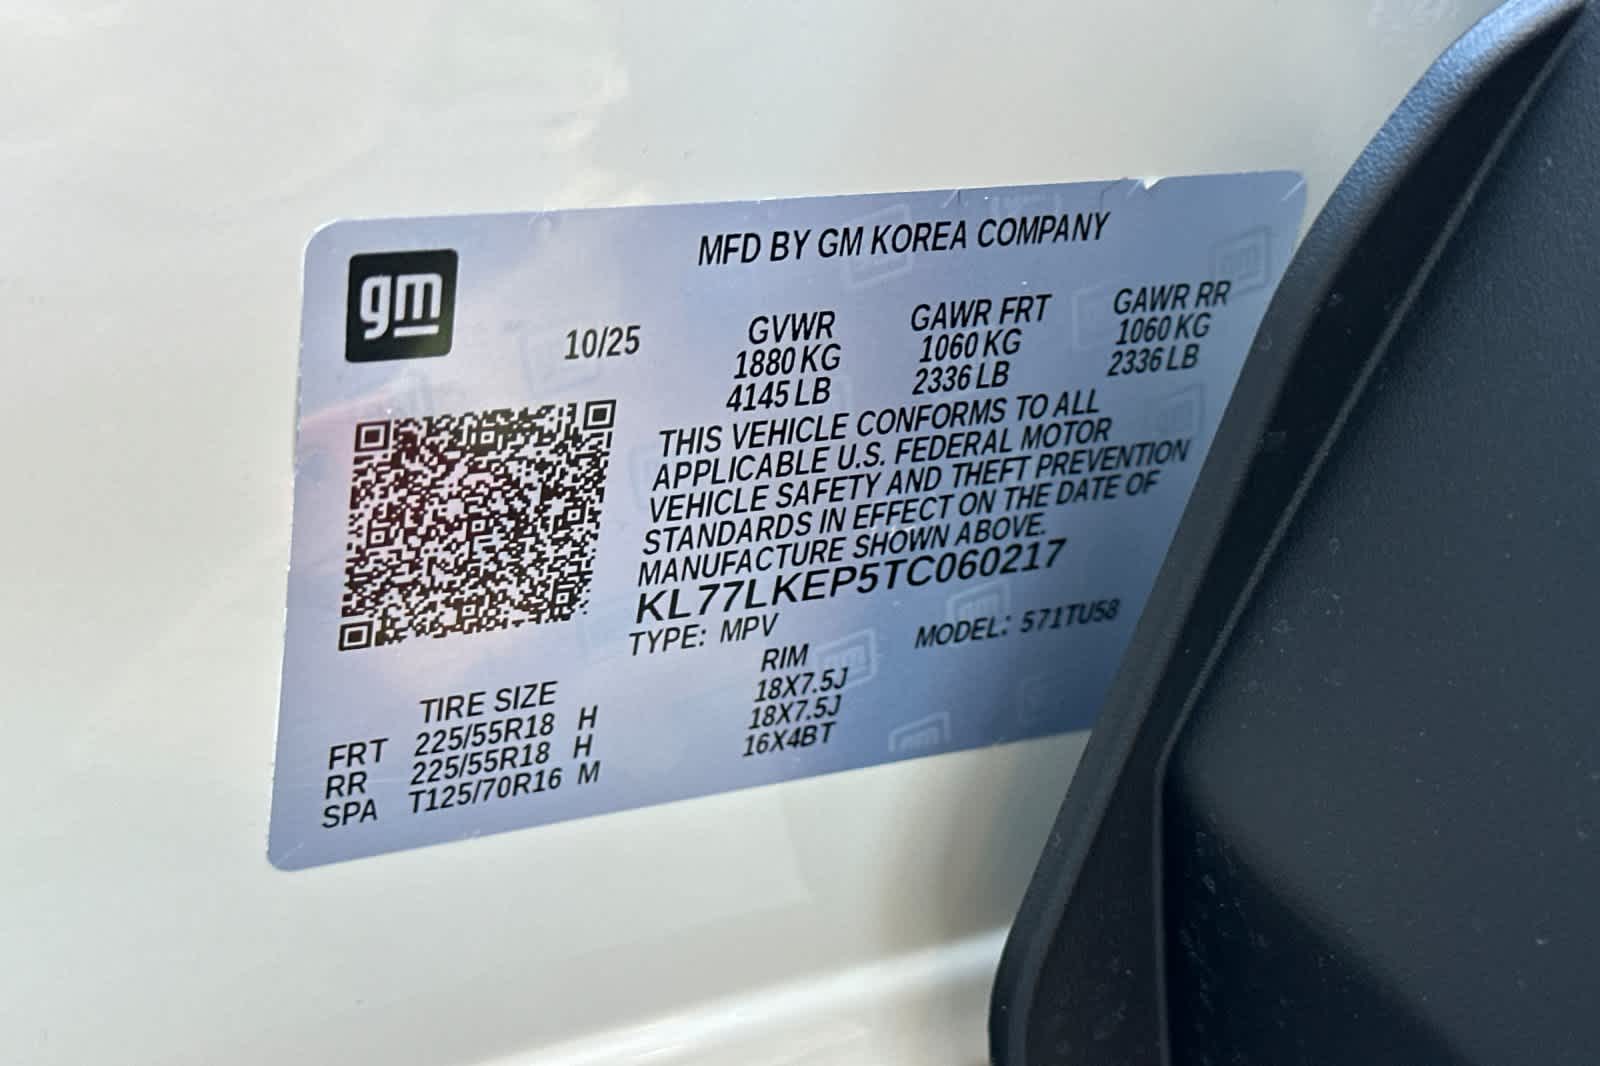 gm
MFD BY GM KOREA COMPANY
10/25
GVWR GAWR FRT GAWR RR
1880 KG 1060 KG 1060 KG
4145 LB 2336 LB 2336 LB
THIS VEHICLE CONFORMS TO ALL
APPLICABLE U.S. FEDERAL MOTOR
VEHICLE SAFETY AND THEFT PREVENTION
STANDARDS IN EFFECT ON THE DATE OF
MANUFACTURE SHOWN ABOVE.
KL77LKEP5TC060217
TYPE: MPV MODEL: 571TU58
TIRE SIZE RIM
FRT 225/55R18 H 18X7.5J
RR 225/55R18 H 18X7.5J
SPA T125/70R16 M 16X4BT